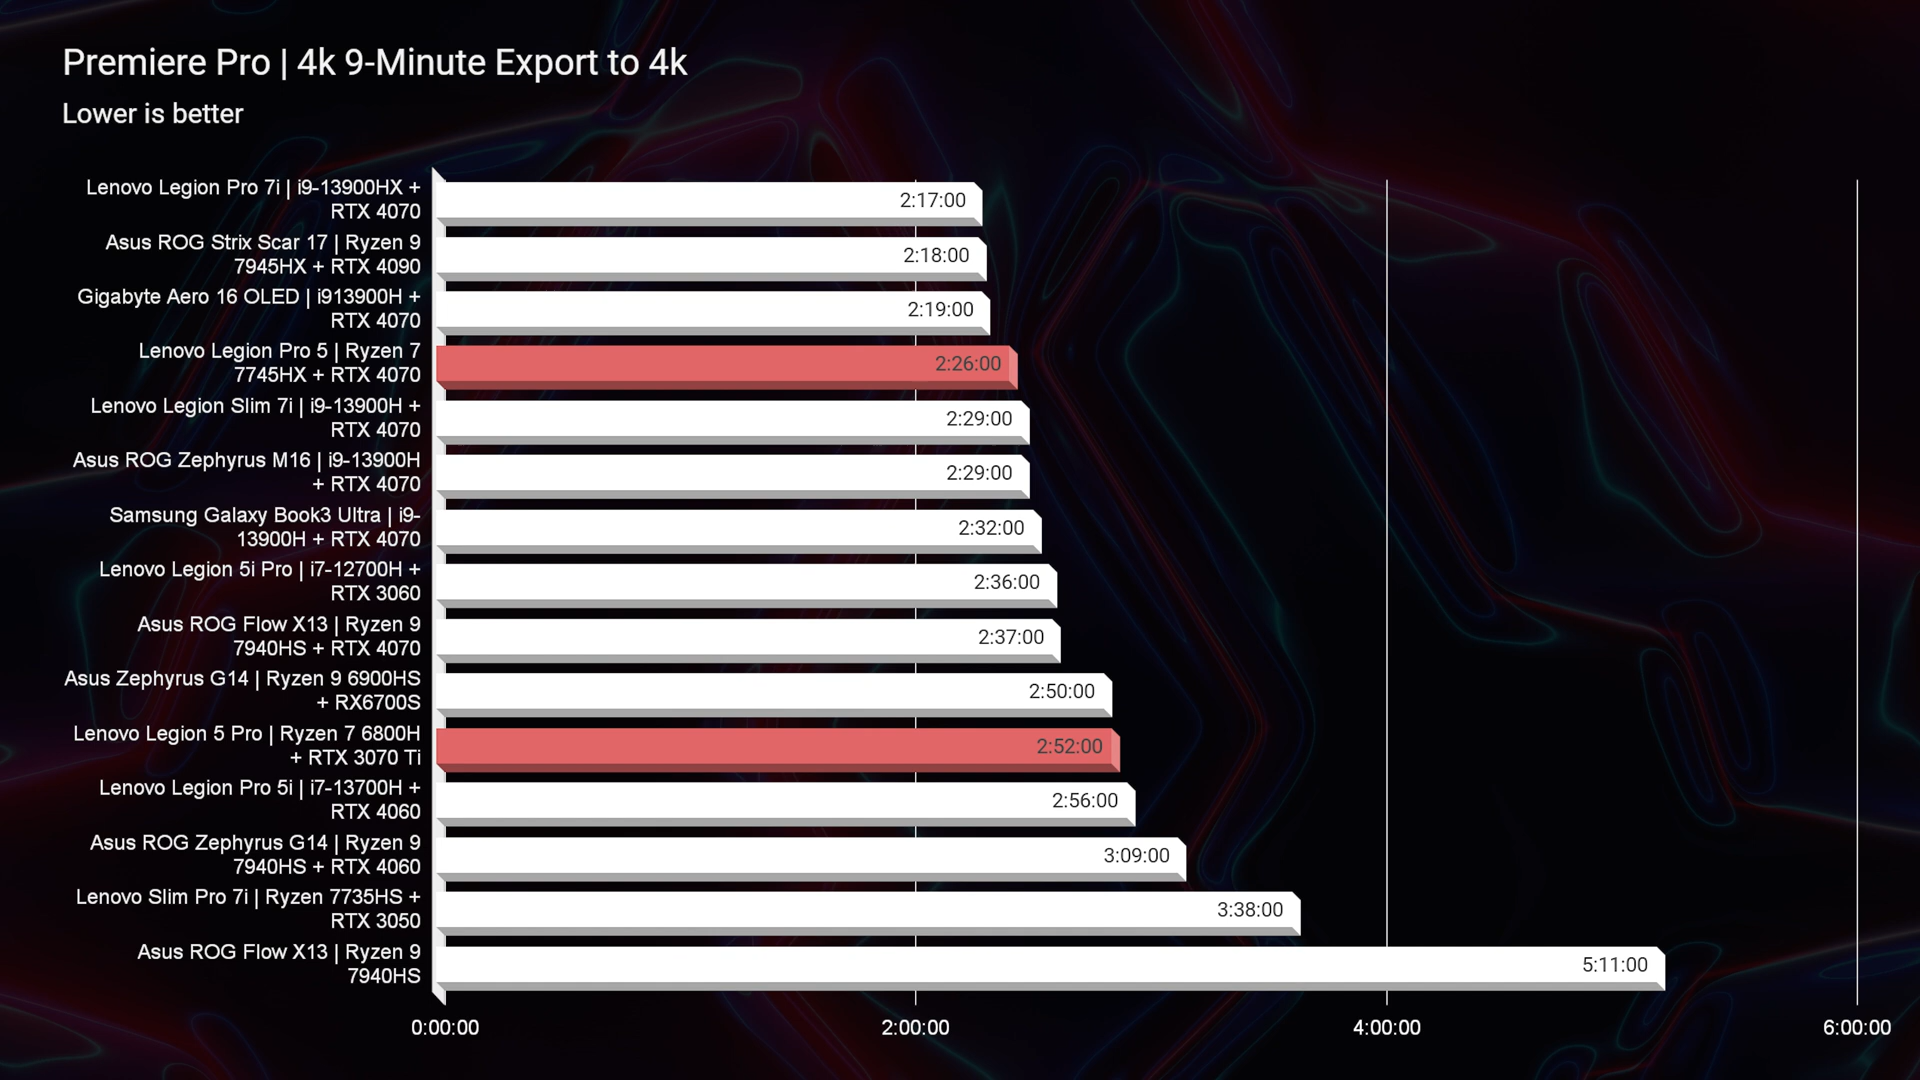 Premiere Pro | 4k 9-Minute Export to 4k
Lower is better
Lenovo Legion Pro 7i | i9-13900HX +
RTX 4070
2:17:00
Asus ROG Strix Scar 17 | Ryzen 9
7945HX + RTX 4090
2:18:00
Gigabyte Aero 16 OLED | i913900H +
RTX 4070
2:19:00
Lenovo Legion Pro 5 | Ryzen 7
7745HX + RTX 4070
2:26:00
Lenovo Legion Slim 7i | i9-13900H +
RTX 4070
2:29:00
Asus ROG Zephyrus M16 | i9-13900H
+ RTX 4070
2:29:00
Samsung Galaxy Book3 Ultra | i9-
13900H + RTX 4070
2:32:00
Lenovo Legion 5i Pro | i7-12700H +
RTX 3060
2:36:00
Asus ROG Flow X13 | Ryzen 9
7940HS + RTX 4070
2:37:00
Asus Zephyrus G14 | Ryzen 9 6900HS
+ RX6700S
2:50:00
Lenovo Legion 5 Pro | Ryzen 7 6800H
+ RTX 3070 Ti
2:52:00
Lenovo Legion Pro 5i | i7-13700H +
RTX 4060
2:56:00
Asus ROG Zephyrus G14 | Ryzen 9
7940HS + RTX 4060
3:09:00
Lenovo Slim Pro 7i | Ryzen 7735HS +
RTX 3050
3:38:00
Asus ROG Flow X13 | Ryzen 9
7940HS
5:11:00
0:00:00
2:00:00
4:00:00
6:00:00